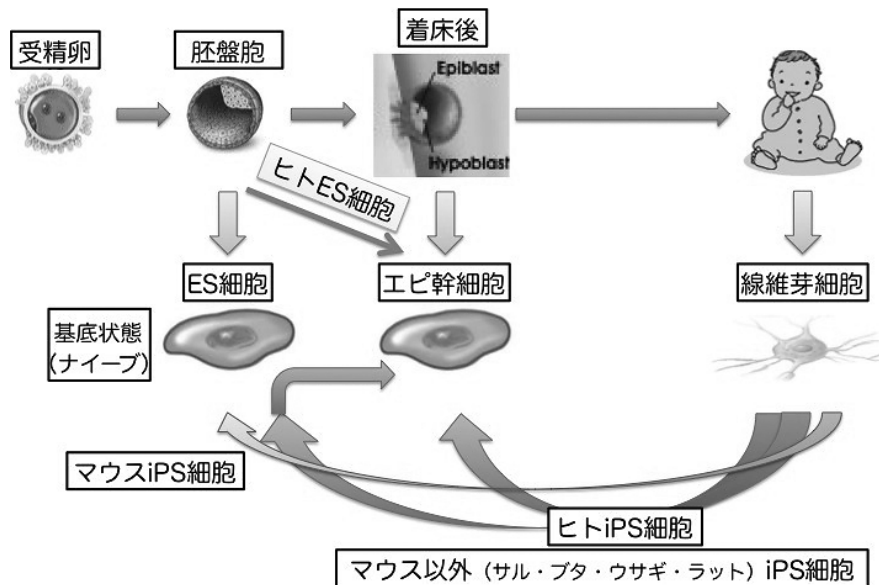 受精卵
胚盤胞
着床後
Epiblast
Hypoblast
ヒトES細胞
ES細胞
エピ幹細胞
線維芽細胞
基底状態
(ナイーブ)
マウスiPS細胞
ヒトiPS細胞
マウス以外（サル・ブタ・ウサギ・ラット）iPS細胞